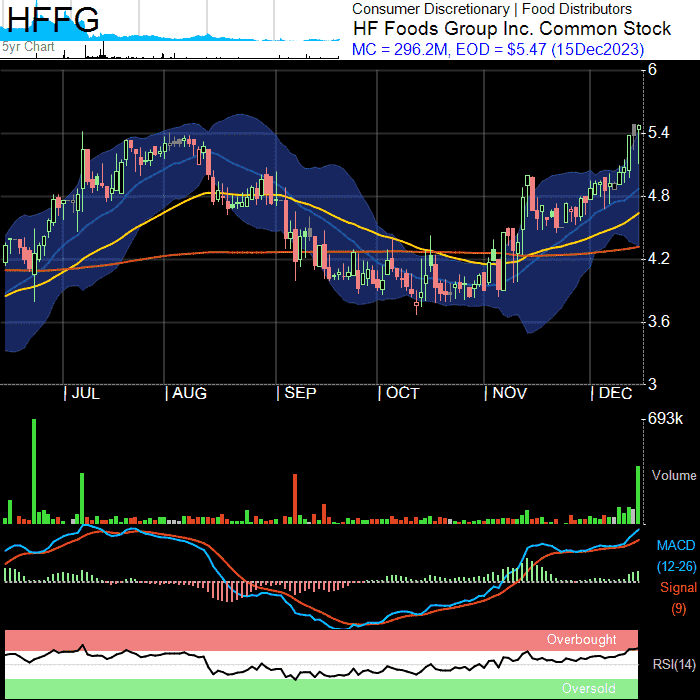 HFFG
5yr Chart
Consumer Discretionary | Food Distributors
HF Foods Group Inc. Common Stock
MC = 296.2M, EOD = $5.47 (15Dec2023)
6
5.4
4.8
4.2
3.6
3
| JUL | AUG | SEP | OCT | NOV | DEC
693k
Volume
MACD
(12-26)
Signal
(9)
Overbought
RSI(14)
Oversold